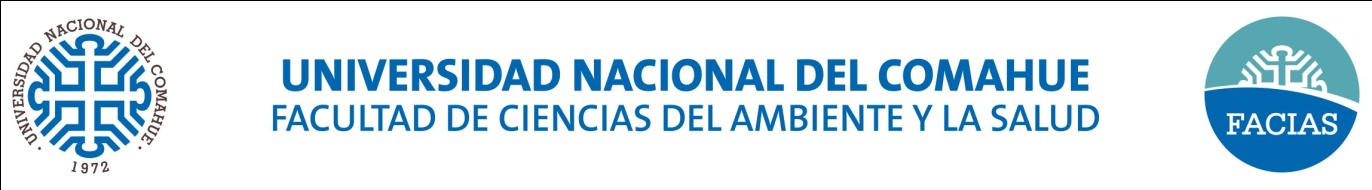 · UNIVERSIDAD NACIONAL DEL COMAHUE ·
1972
UNIVERSIDAD NACIONAL DEL COMAHUE
FACULTAD DE CIENCIAS DEL AMBIENTE Y LA SALUD
FACIAS